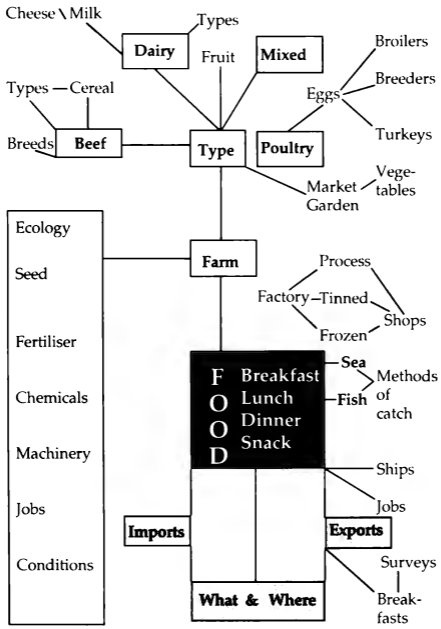 Cheese \ Milk
Types
Dairy
Fruit
Mixed
Broilers
Types — Cereal
Eggs
Breeders
Breeds
Beef
Type
Poultry
Turkeys
Market
Garden
Vege-
tables
Ecology
Seed
Fertiliser
Chemicals
Machinery
Jobs
Conditions
Farm
Process
Factory
Tinned
Frozen
Shops
FOOD
Breakfast
Lunch
Dinner
Snack
Sea
Fish
Methods
of
catch
Ships
Jobs
Imports
Exports
What & Where
Surveys
Break-
fasts